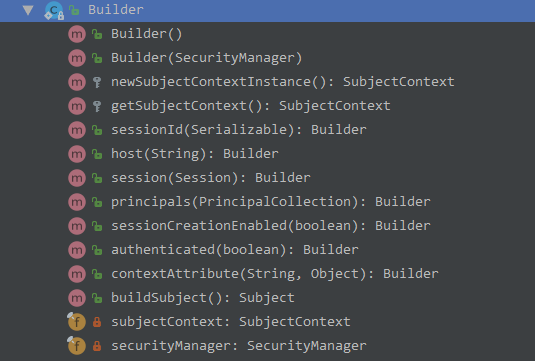 Builder
Builder()
Builder(SecurityManager)
newSubjectContextInstance(): SubjectContext
getSubjectContext(): SubjectContext
sessionId(Serializable): Builder
host(String): Builder
session(Session): Builder
principals(PrincipalCollection): Builder
sessionCreationEnabled(boolean): Builder
authenticated(boolean): Builder
contextAttribute(String, Object): Builder
buildSubject(): Subject
subjectContext: SubjectContext
securityManager: SecurityManager